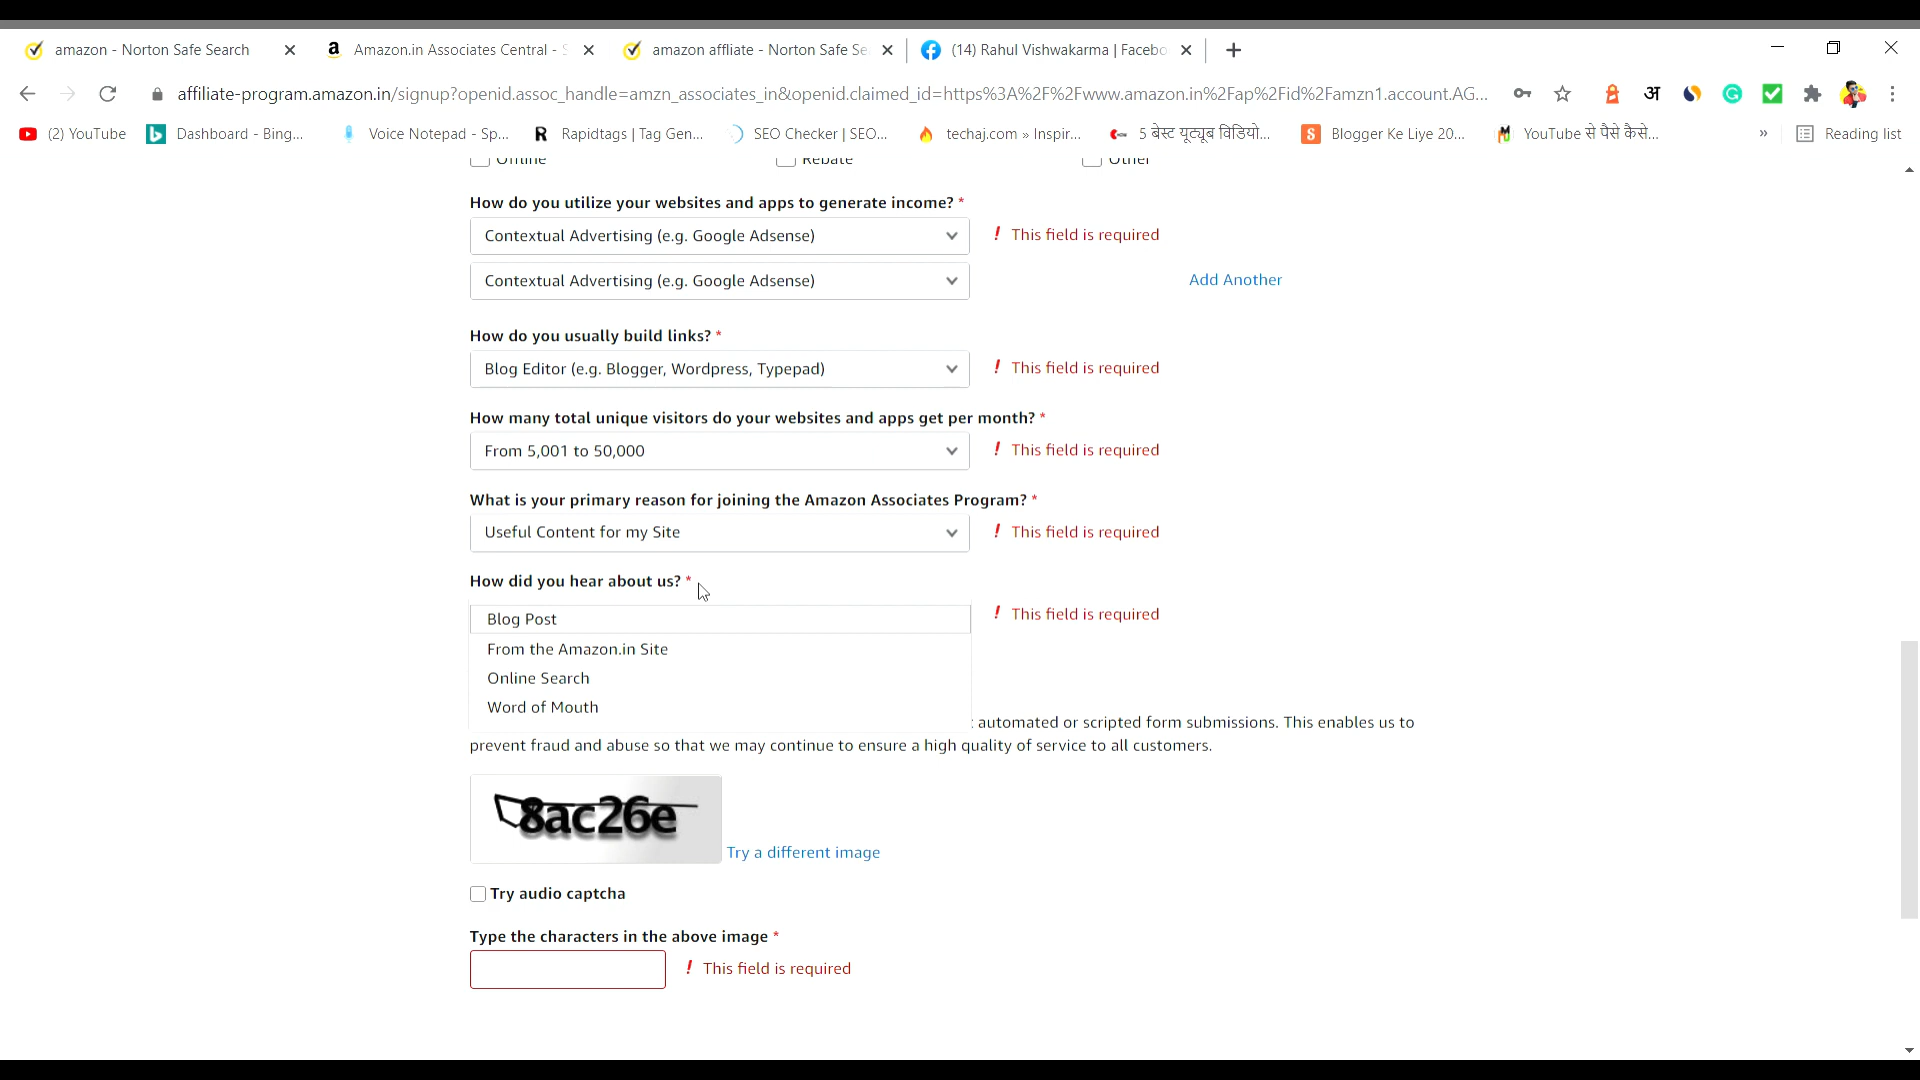 amazon - Norton Safe Search
Amazon.in Associates Central - S
amazon affliate - Norton Safe Se
(14) Rahul Vishwakarma | Facebo
affiliate-program.amazon.in/signup?openid.assoc_handle=amzn_associates_in&openid.claimed_id=https%3A%2F%2Fwww.amazon.in%2Fap%2Fid%2Famzn1.account.AG...
अ
(2) YouTube
Dashboard - Bing...
Voice Notepad - Sp...
Rapidtags | Tag Gen...
SEO Checker | SEO...
techaj.com » Inspir...
5 बेस्ट यूट्यूब विडियो...
Blogger Ke Liye 20...
YouTube से पैसे कैसे...
»
Reading list
Offline
Rebate
Other
How do you utilize your websites and apps to generate income? *
Contextual Advertising (e.g. Google Adsense)
! This field is required
Contextual Advertising (e.g. Google Adsense)
Add Another
How do you usually build links? *
Blog Editor (e.g. Blogger, Wordpress, Typepad)
! This field is required
How many total unique visitors do your websites and apps get per month? *
From 5,001 to 50,000
! This field is required
What is your primary reason for joining the Amazon Associates Program? *
Useful Content for my Site
! This field is required
How did you hear about us? *
Blog Post
! This field is required
From the Amazon.in Site
Online Search
Word of Mouth
automated or scripted form submissions. This enables us to
prevent fraud and abuse so that we may continue to ensure a high quality of service to all customers.
8ac26e
Try a different image
Try audio captcha
Type the characters in the above image *
! This field is required